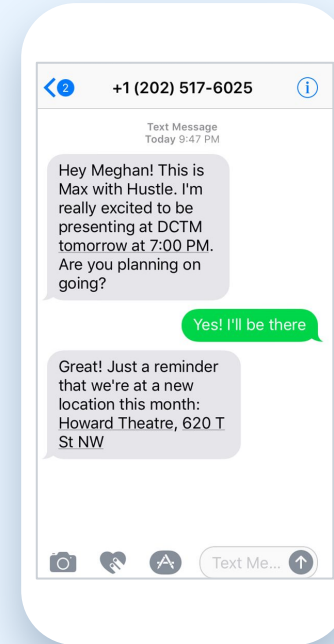 2
+1 (202) 517-6025
i
Text Message
Today 9:47 PM
Hey Meghan! This is
Max with Hustle. I'm
really excited to be
presenting at DCTM
tomorrow at 7:00 PM.
Are you planning on
going?
Yes! I'll be there
Great! Just a reminder
that we're at a new
location this month:
Howard Theatre, 620 T
St NW
Text Me...